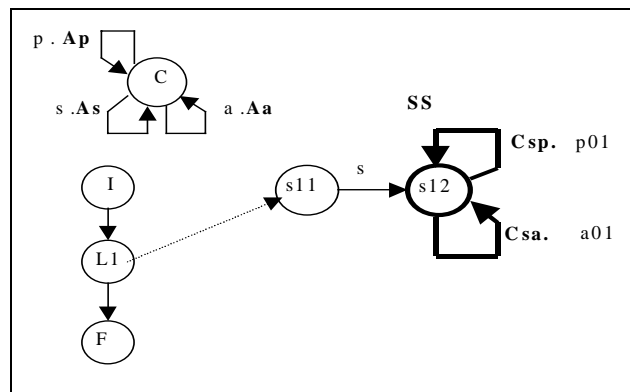 p . Ap
C
s .As
a .Aa
SS
Csp. p01
s
I
s11
s12
Csa. a01
L1
F